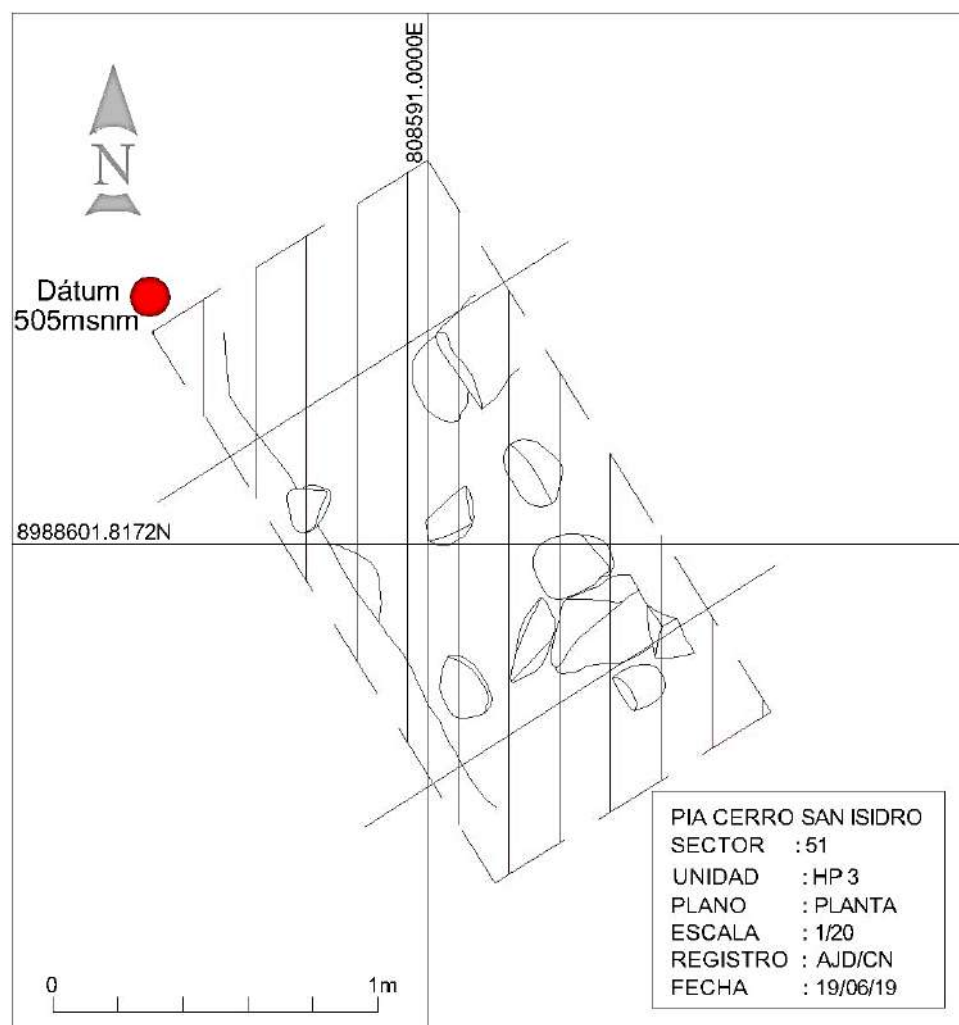 808591.0000E
N
Dátum
505msnm
8988601.8172N
PIA CERRO SAN ISIDRO
SECTOR : 51
UNIDAD : HP 3
PLANO : PLANTA
ESCALA : 1/20
REGISTRO : AJD/CN
FECHA : 19/06/19
0 1m